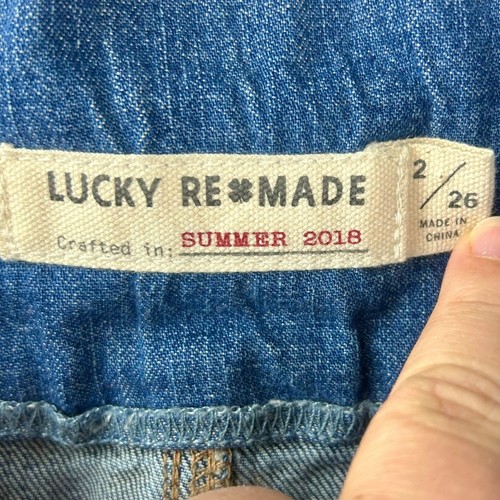 LUCKY RE☘MADE
Crafted in: SUMMER 2018
2/26
MADE IN
CHINA